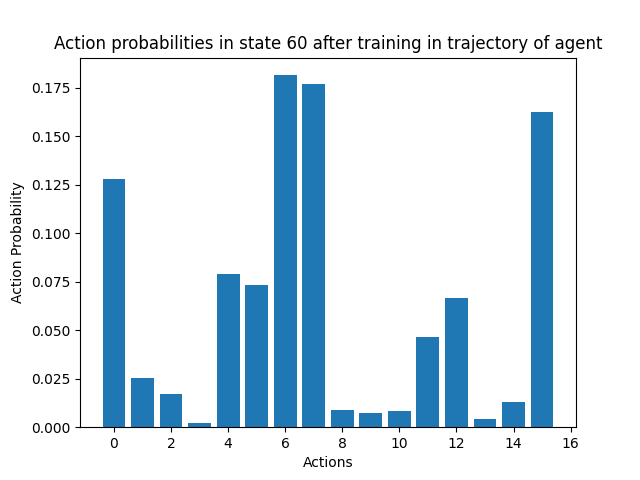 Action probabilities in state 60 after training in trajectory of agent
0.175
0.150
0.125
0.100
0.075
0.050
0.025
0.000
Action Probability
0 2 4 6 8 10 12 14 16
Actions